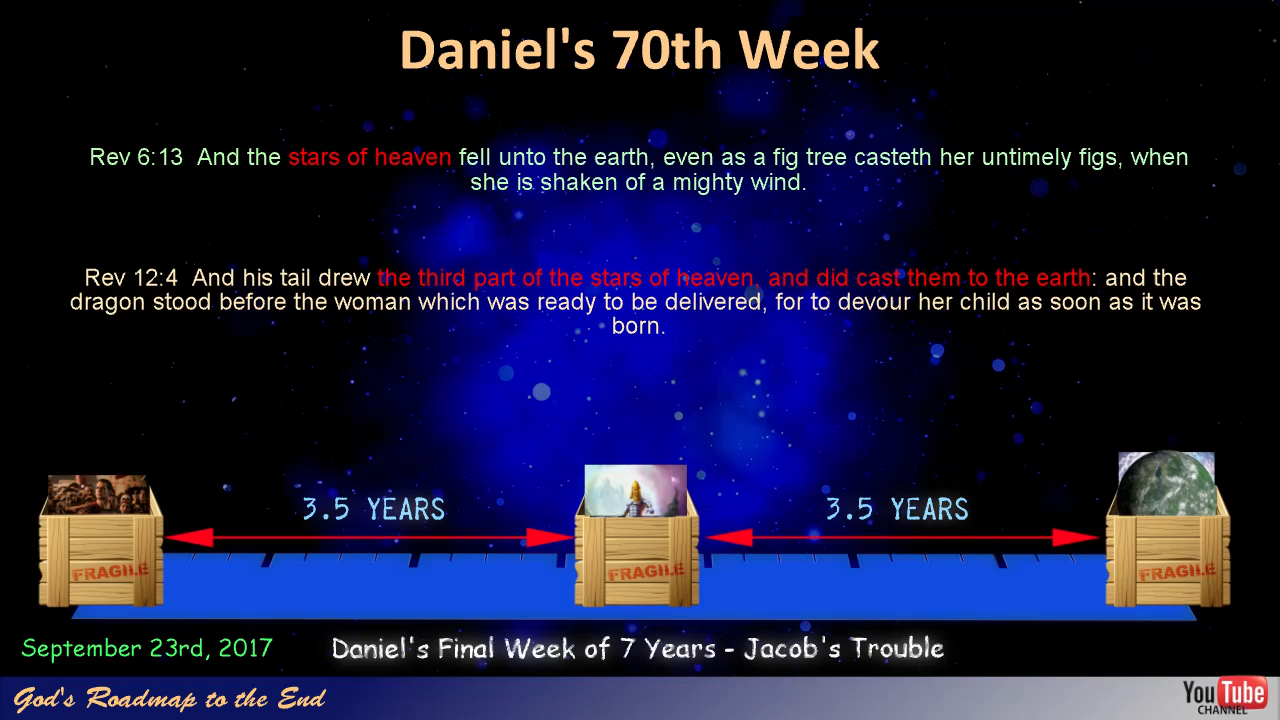 Daniel's 70th Week
Rev 6:13  And the stars of heaven fell unto the earth, even as a fig tree casteth her untimely figs, when
she is shaken of a mighty wind.
Rev 12:4  And his tail drew the third part of the stars of heaven, and did cast them to the earth: and the
dragon stood before the woman which was ready to be delivered, for to devour her child as soon as it was
born.
3.5 YEARS
3.5 YEARS
FRAGILE
FRAGILE
FRAGILE
September 23rd, 2017
Daniel's Final Week of 7 Years - Jacob's Trouble
God's Roadmap to the End
YouTube
CHANNEL